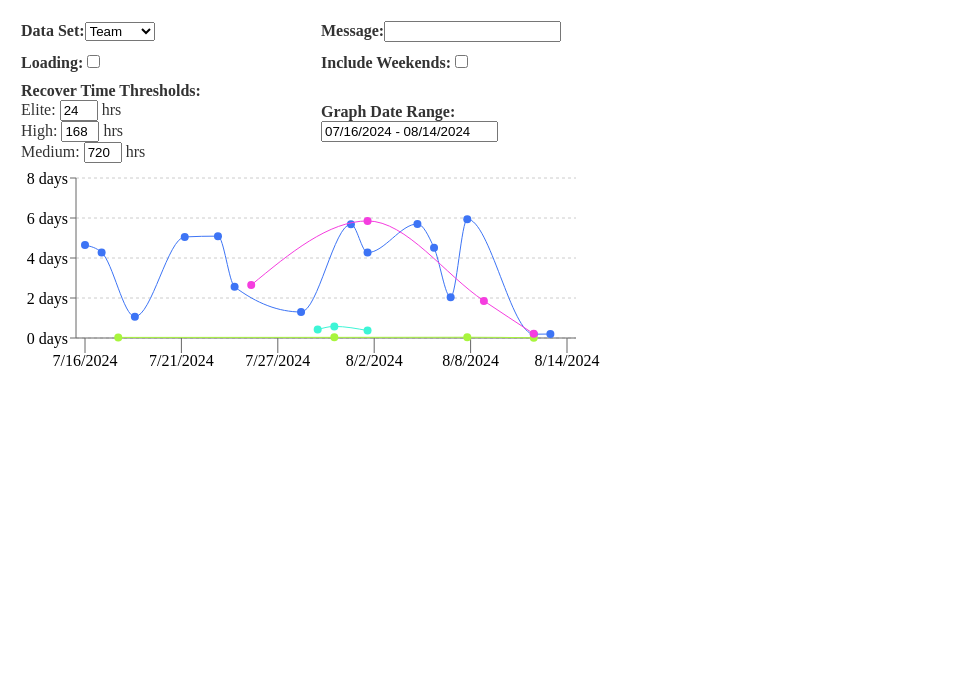 Data Set: Team
Message:
Loading:
Include Weekends:
Recover Time Thresholds:
Elite: 24 hrs
High: 168 hrs
Medium: 720 hrs
Graph Date Range:
07/16/2024 - 08/14/2024
8 days
6 days
4 days
2 days
0 days
7/16/2024 7/21/2024 7/27/2024 8/2/2024 8/8/2024 8/14/2024